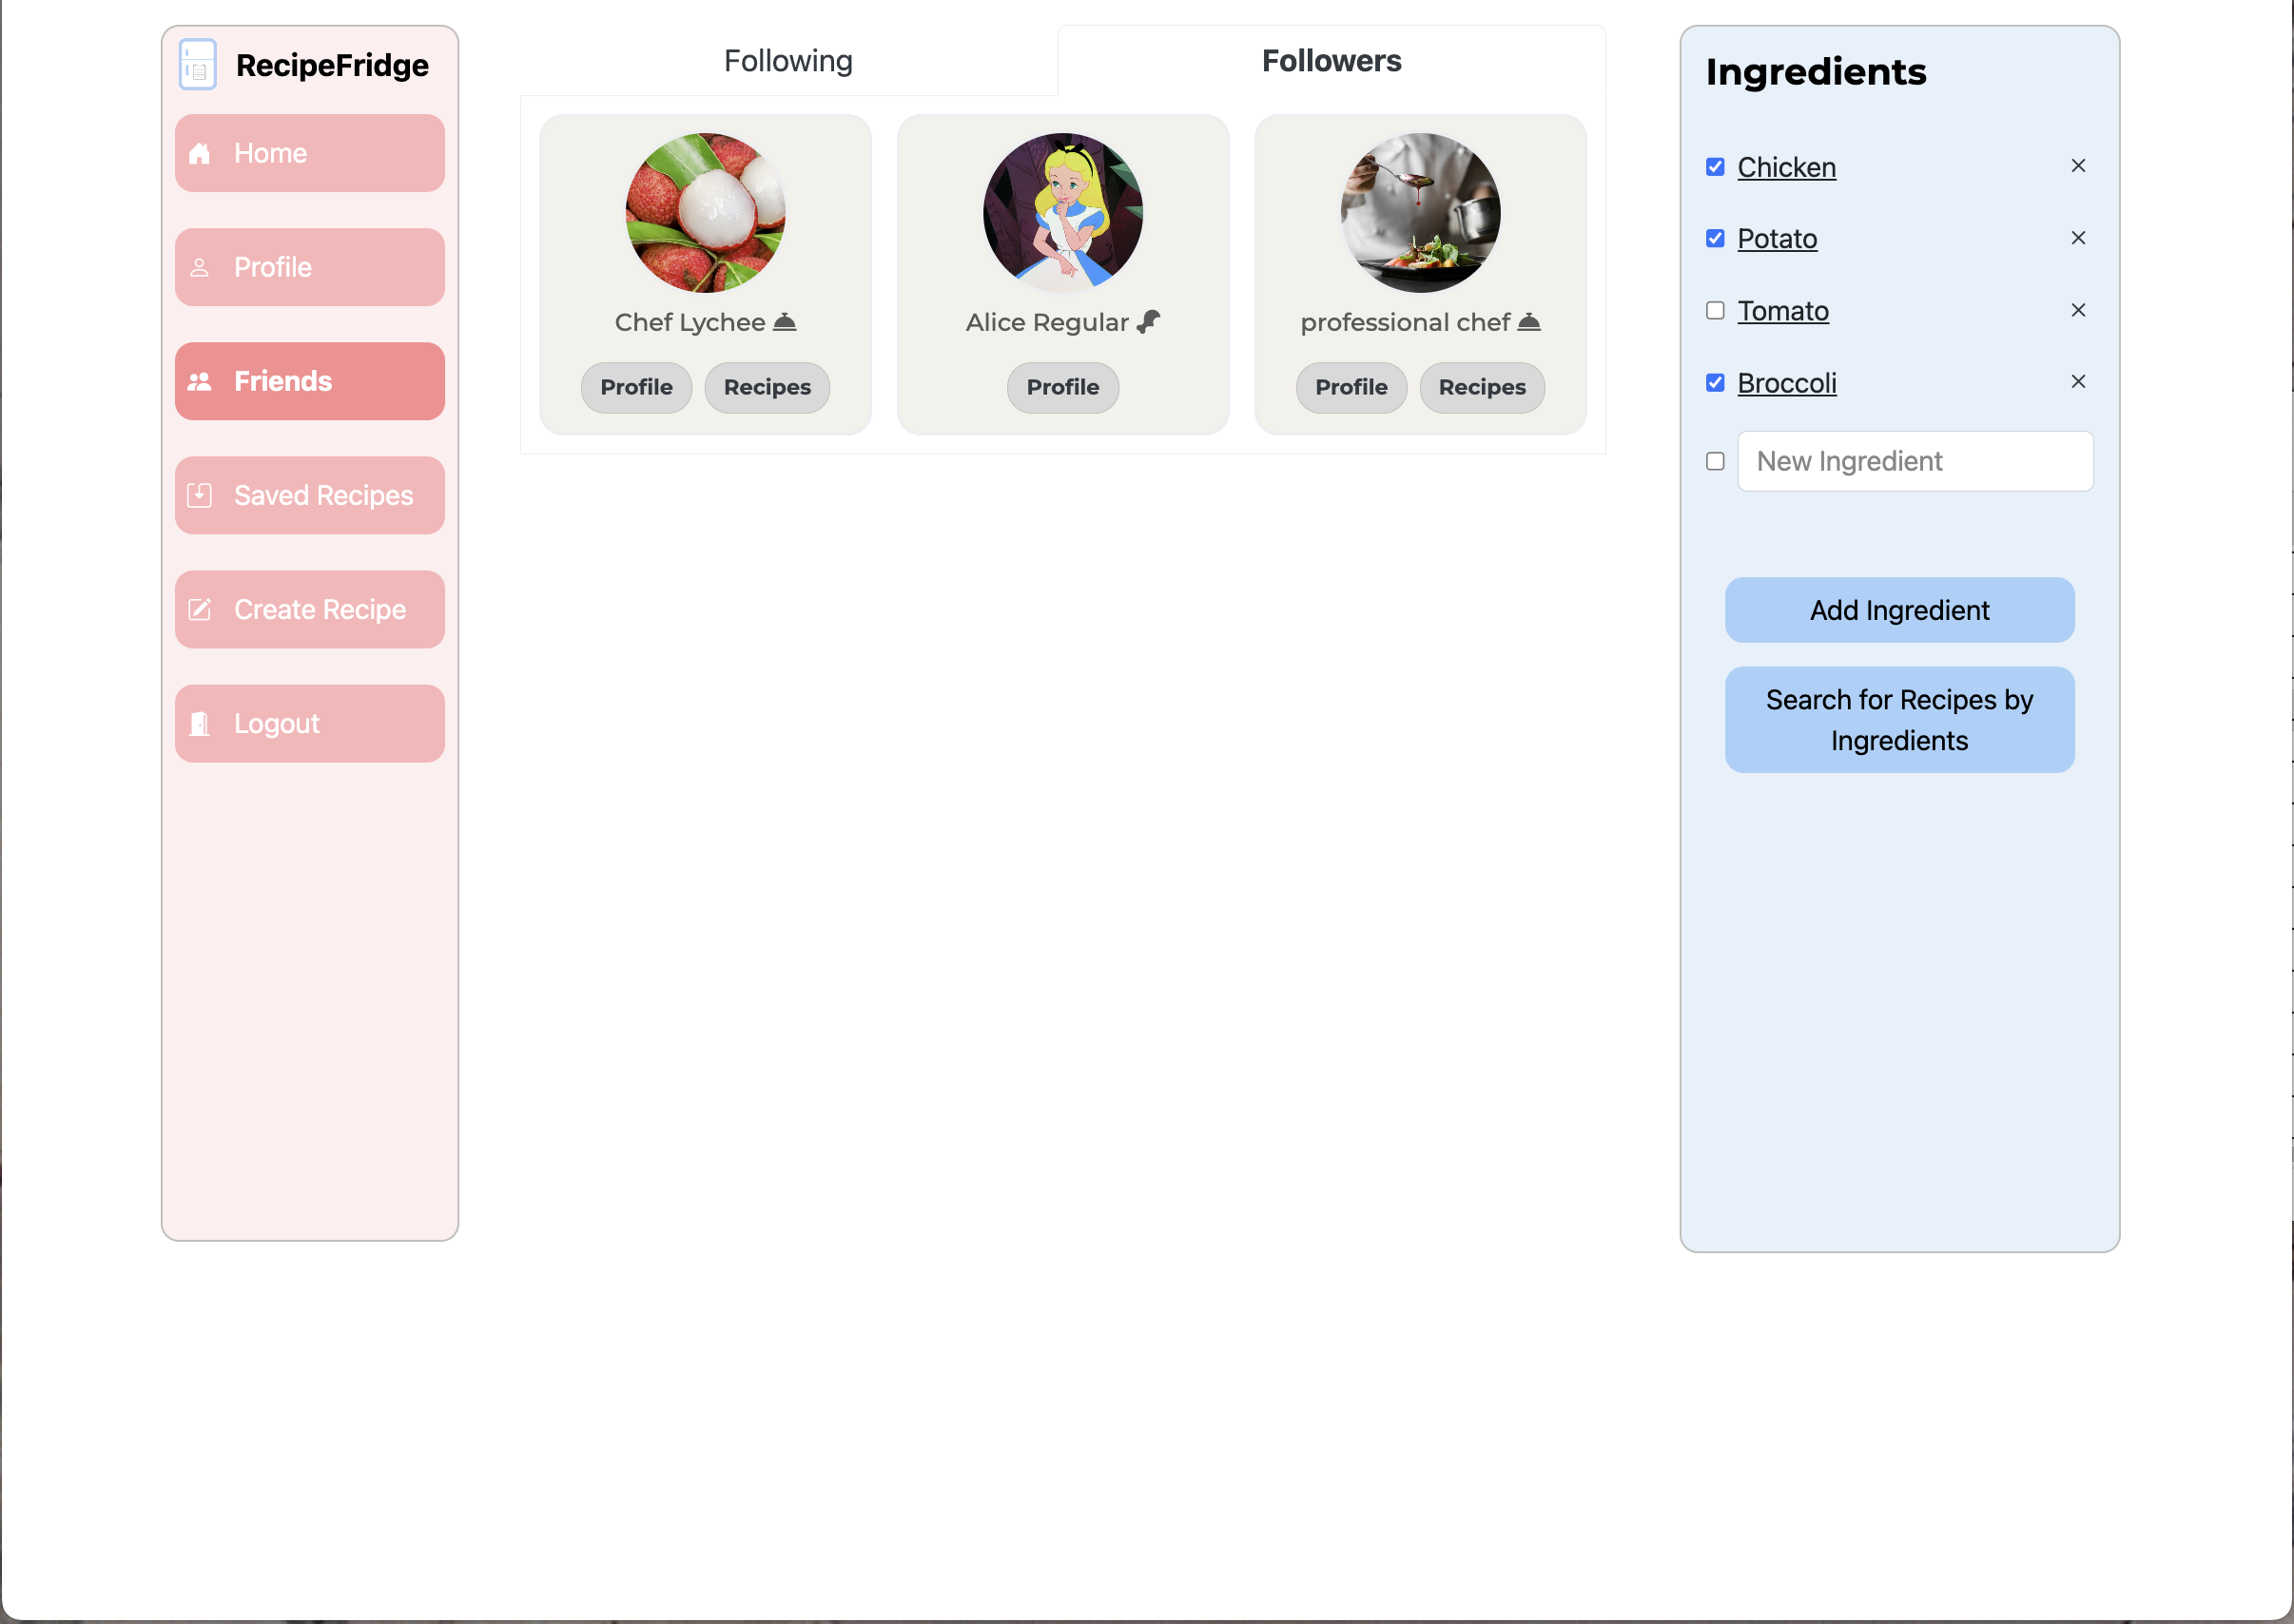 RecipeFridge
Home
Profile
Friends
Saved Recipes
Create Recipe
Logout
Following
Followers
Chef Lychee
Profile
Recipes
Alice Regular
Profile
professional chef
Profile
Recipes
Ingredients
Chicken
Potato
Tomato
Broccoli
New Ingredient
Add Ingredient
Search for Recipes by
Ingredients